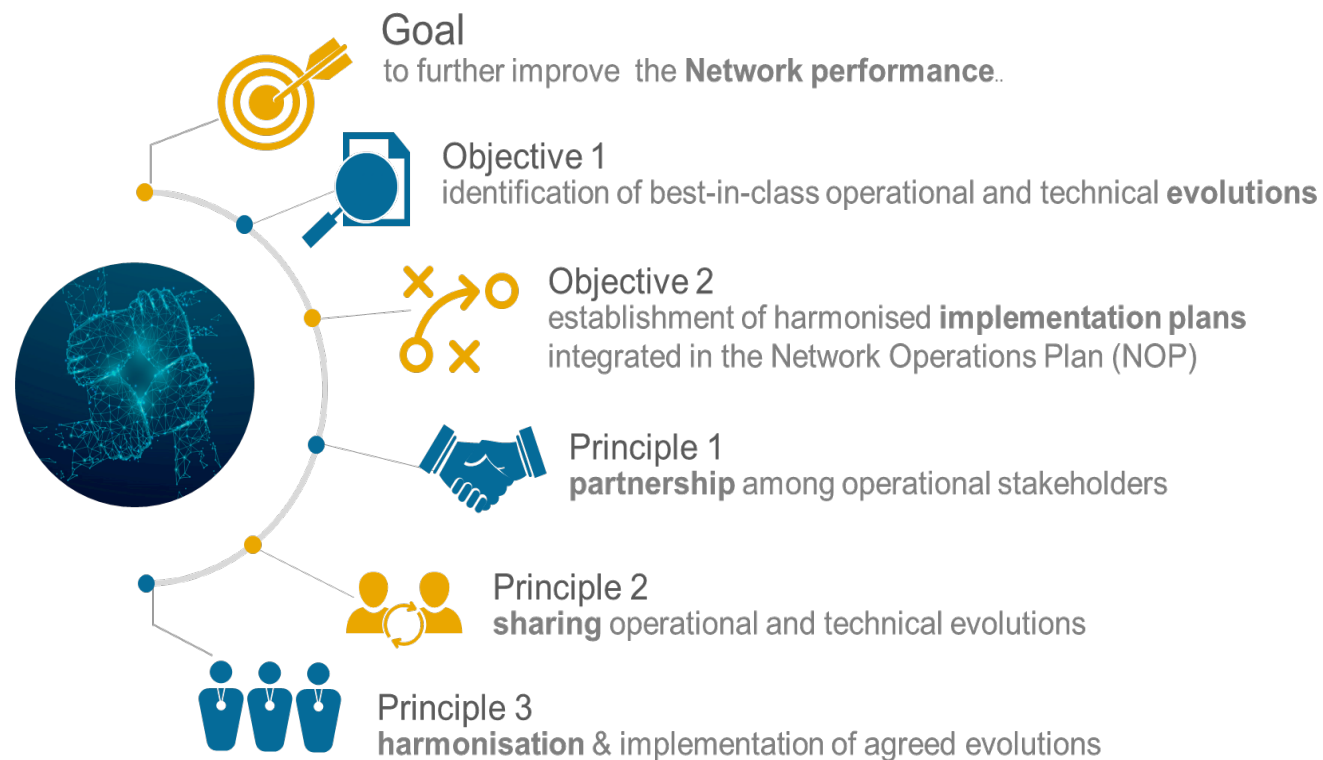 Goal
to further improve the Network performance..
Objective 1
identification of best-in-class operational and technical evolutions
Objective 2
establishment of harmonised implementation plans
integrated in the Network Operations Plan (NOP)
Principle 1
partnership among operational stakeholders
Principle 2
sharing operational and technical evolutions
Principle 3
harmonisation & implementation of agreed evolutions